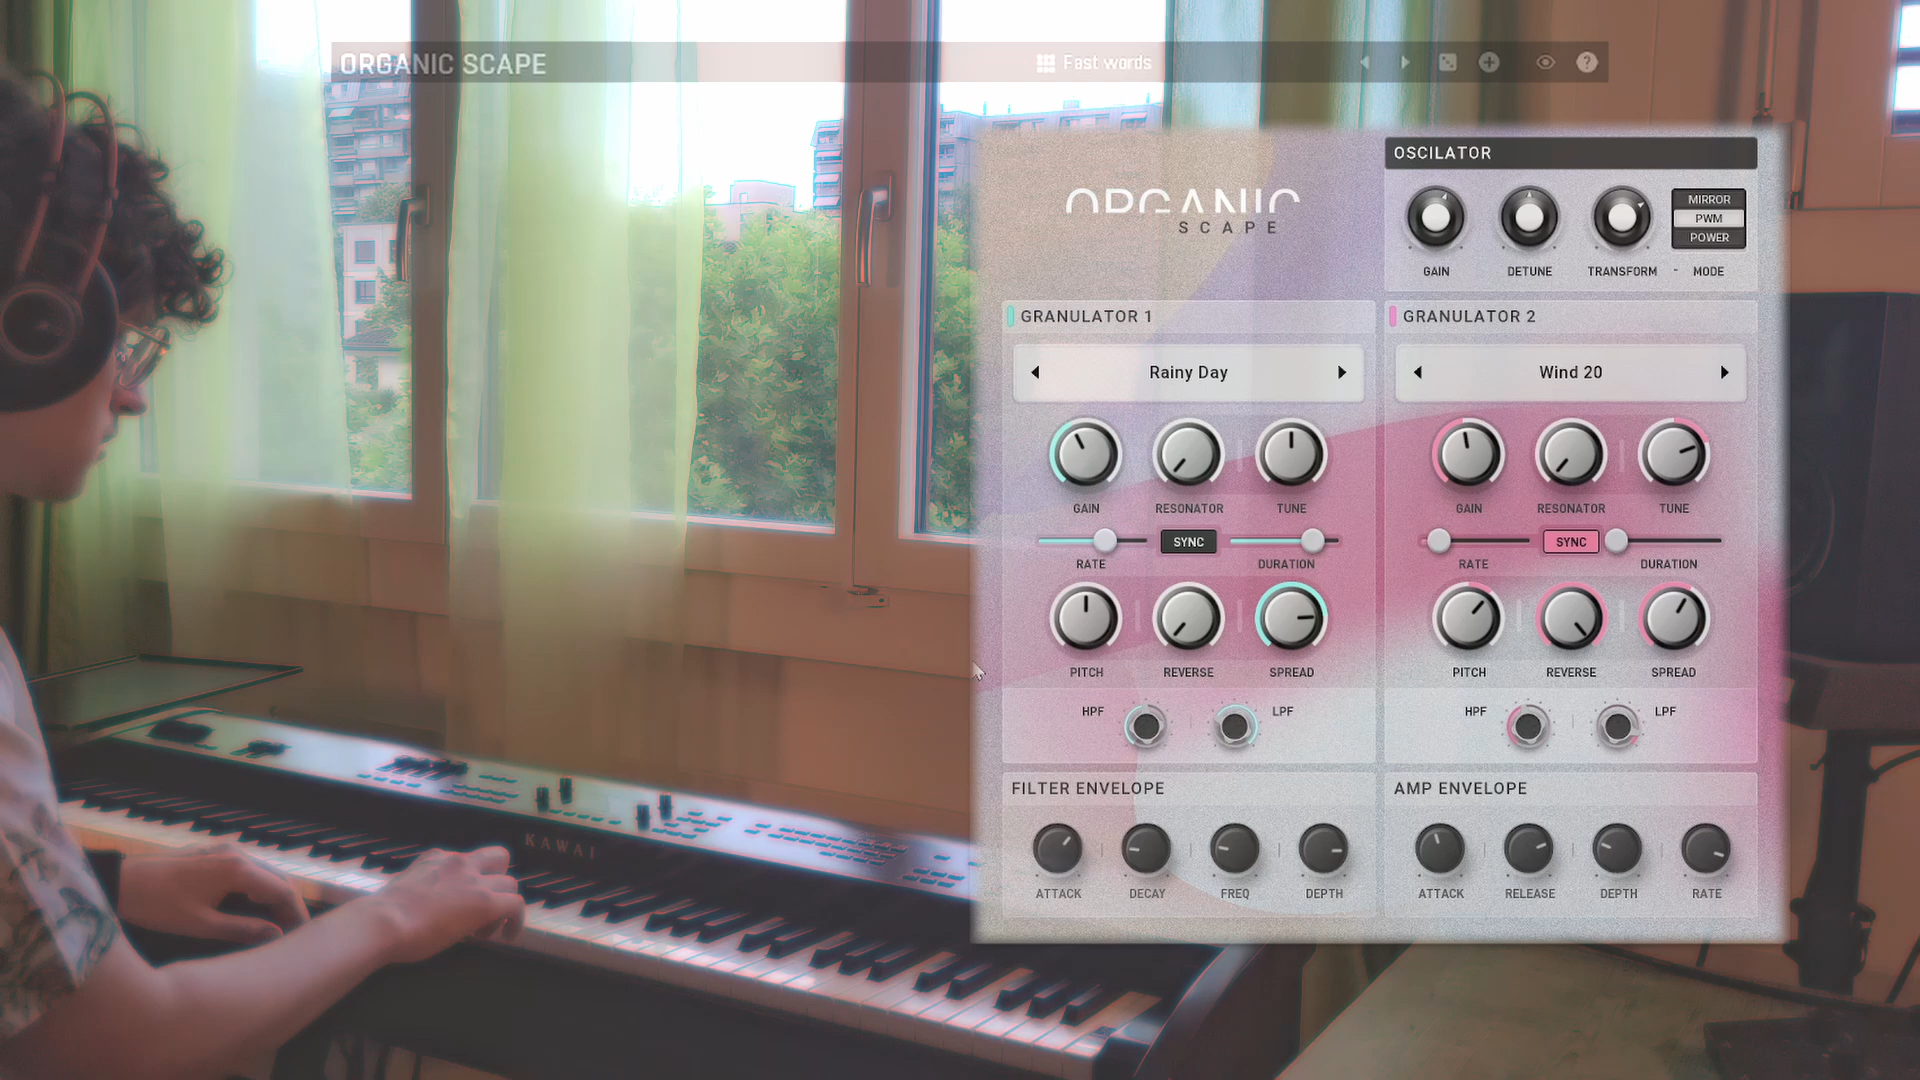 ORGANIC SCAPE
Fast words
?
ORGANIC
SCAPE
OSCILATOR
GAIN
DETUNE
TRANSFORM - MODE
MIRROR
PWM
POWER
GRANULATOR 1
Rainy Day
GAIN
RESONATOR
TUNE
RATE
SYNC
DURATION
PITCH
REVERSE
SPREAD
HPF
LPF
GRANULATOR 2
Wind 20
GAIN
RESONATOR
TUNE
RATE
SYNC
DURATION
PITCH
REVERSE
SPREAD
HPF
LPF
FILTER ENVELOPE
ATTACK
DECAY
FREQ
DEPTH
AMP ENVELOPE
ATTACK
RELEASE
DEPTH
RATE
KAWAI